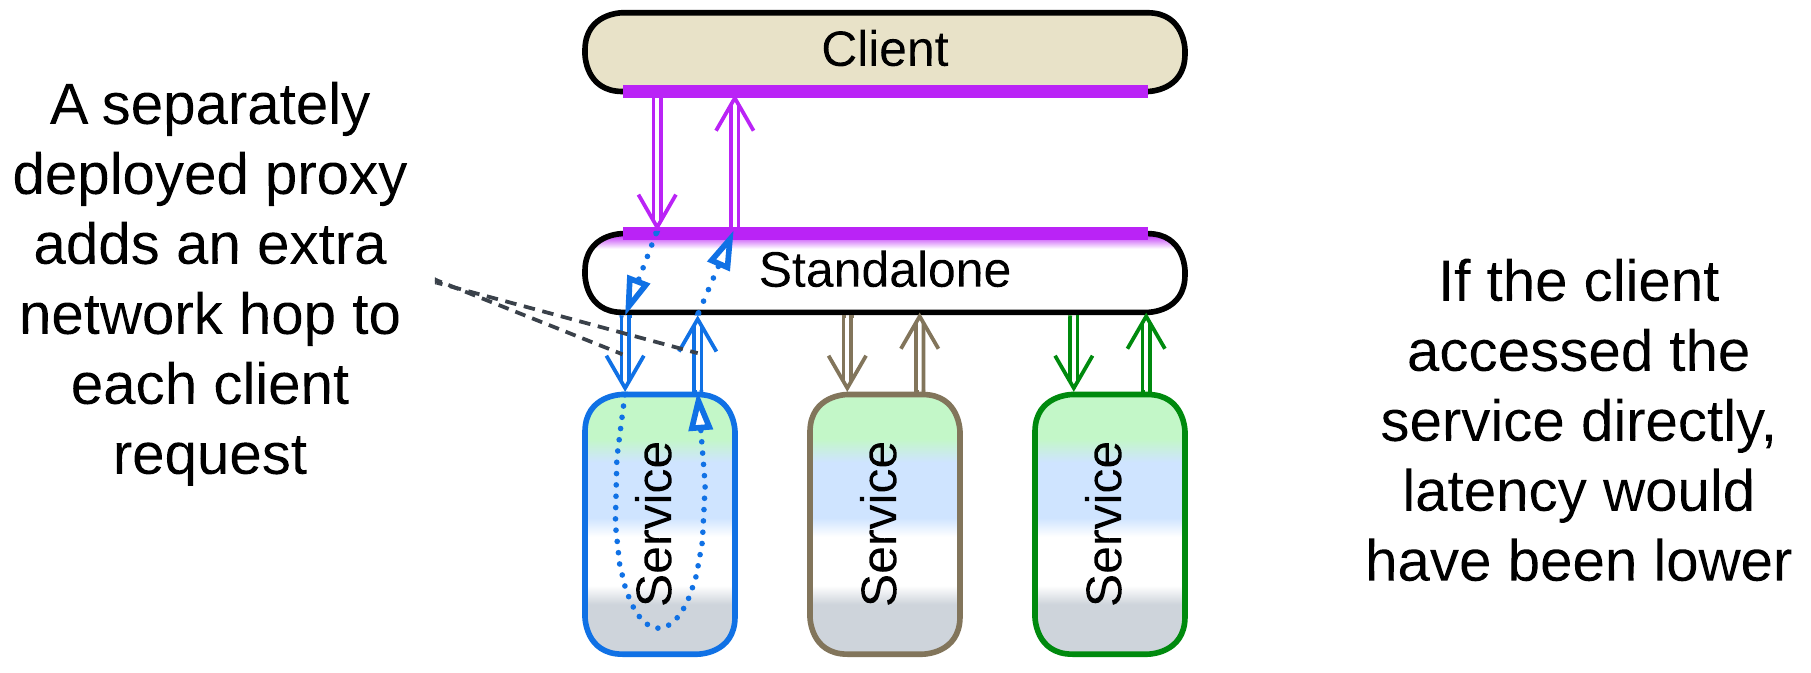 Client
A separately
deployed proxy
adds an extra
network hop to
each client
request
Standalone
If the client
accessed the
service directly,
latency would
have been lower
Service
Service
Service